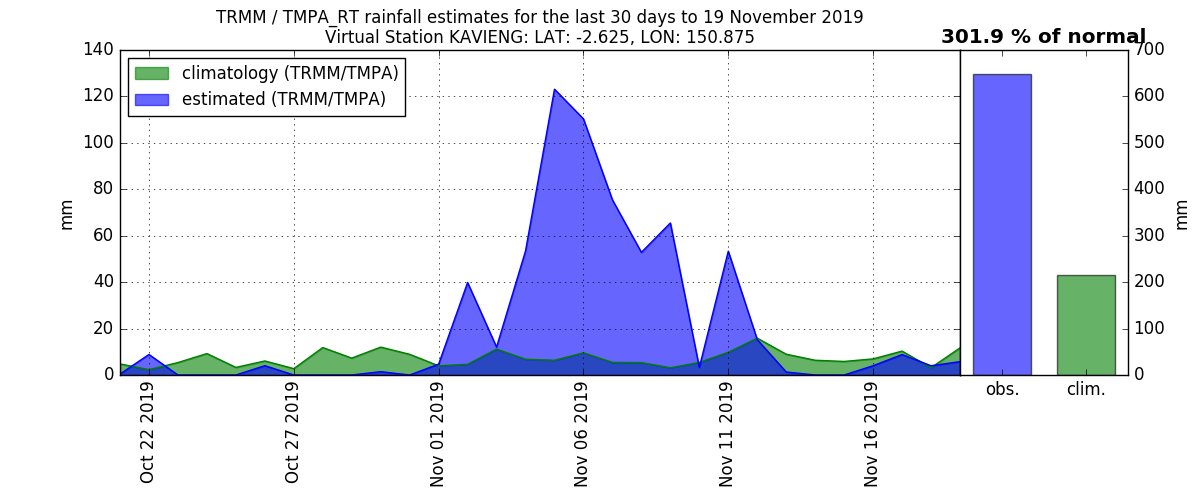 TRMM / TMPA_RT rainfall estimates for the last 30 days to 19 November 2019
Virtual Station KAVIENG: LAT: -2.625, LON: 150.875
301.9 % of normal
climatology (TRMM/TMPA)
estimated (TRMM/TMPA)
mm
140
120
100
80
60
40
20
0
Oct 22 2019
Oct 27 2019
Nov 01 2019
Nov 06 2019
Nov 11 2019
Nov 16 2019
700
600
500
400
300
200
100
0
mm
obs.
clim.